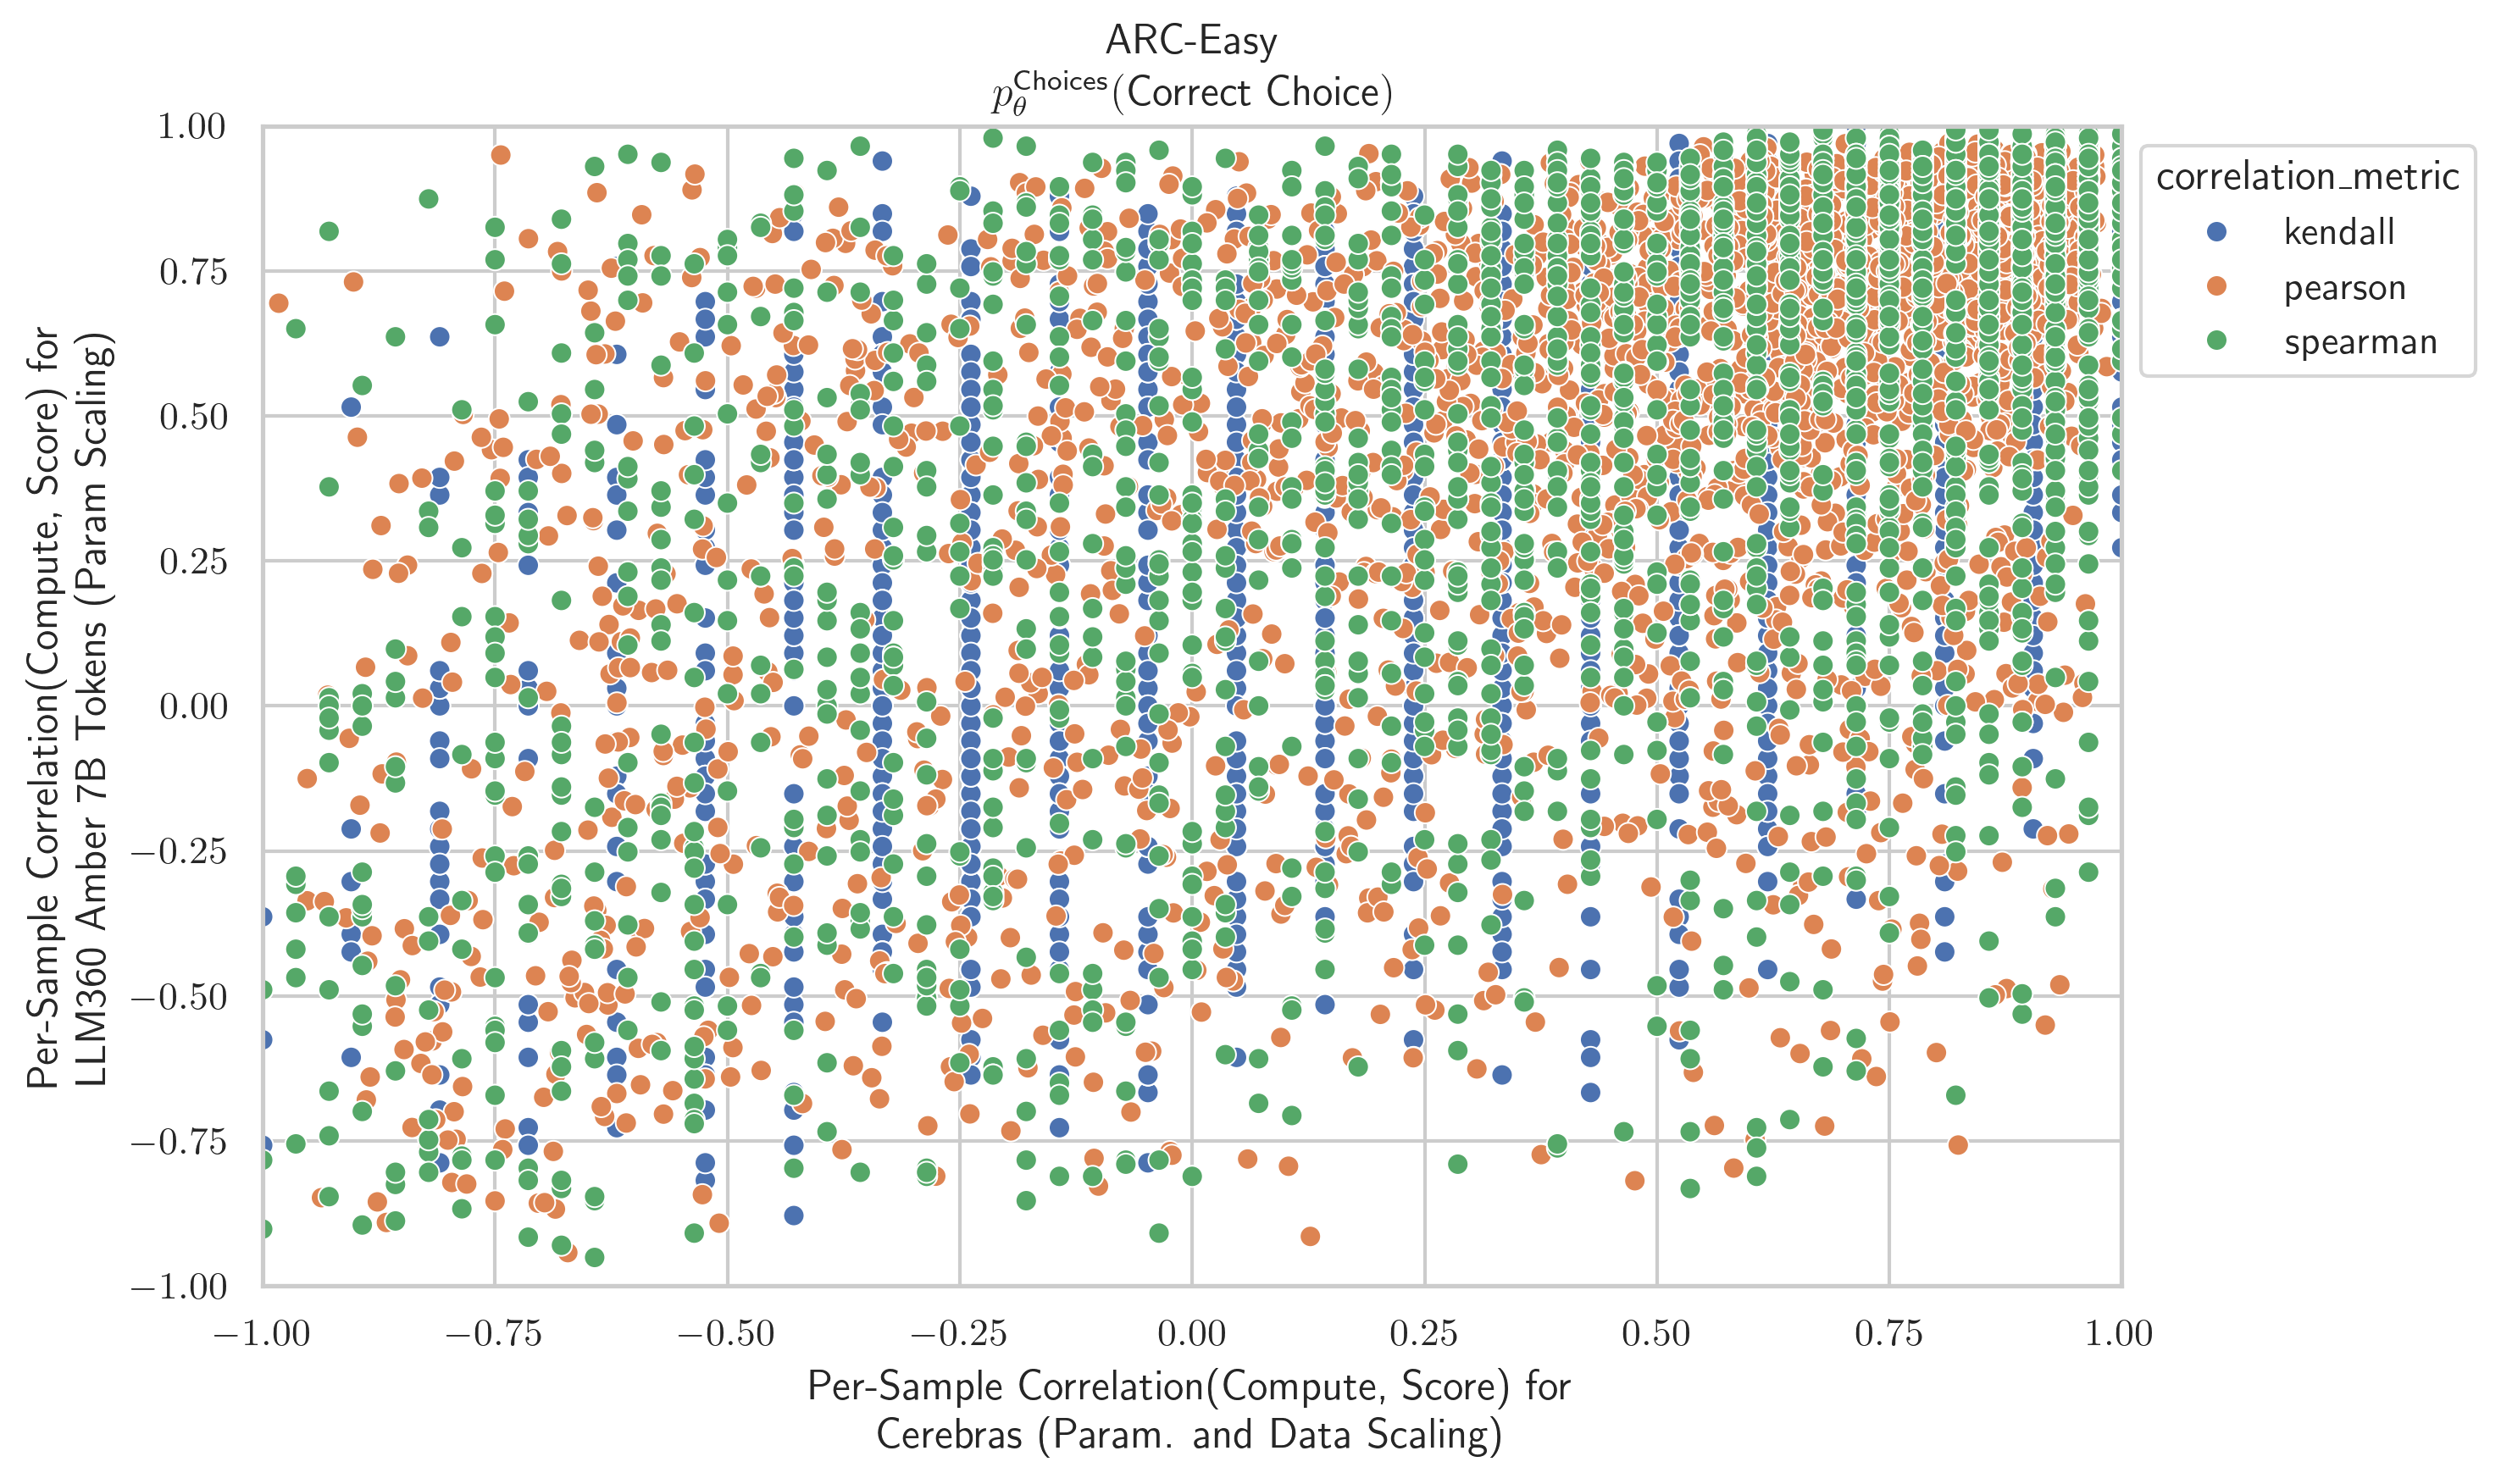 ARC-Easy
p_θ^Choices(Correct Choice)
Per-Sample Correlation(Compute, Score) for
LLM360 Amber 7B Tokens (Param Scaling)
1.00
0.75
0.50
0.25
0.00
−0.25
−0.50
−0.75
−1.00
−1.00 −0.75 −0.50 −0.25 0.00 0.25 0.50 0.75 1.00
Per-Sample Correlation(Compute, Score) for
Cerebras (Param. and Data Scaling)
correlation_metric
kendall
pearson
spearman